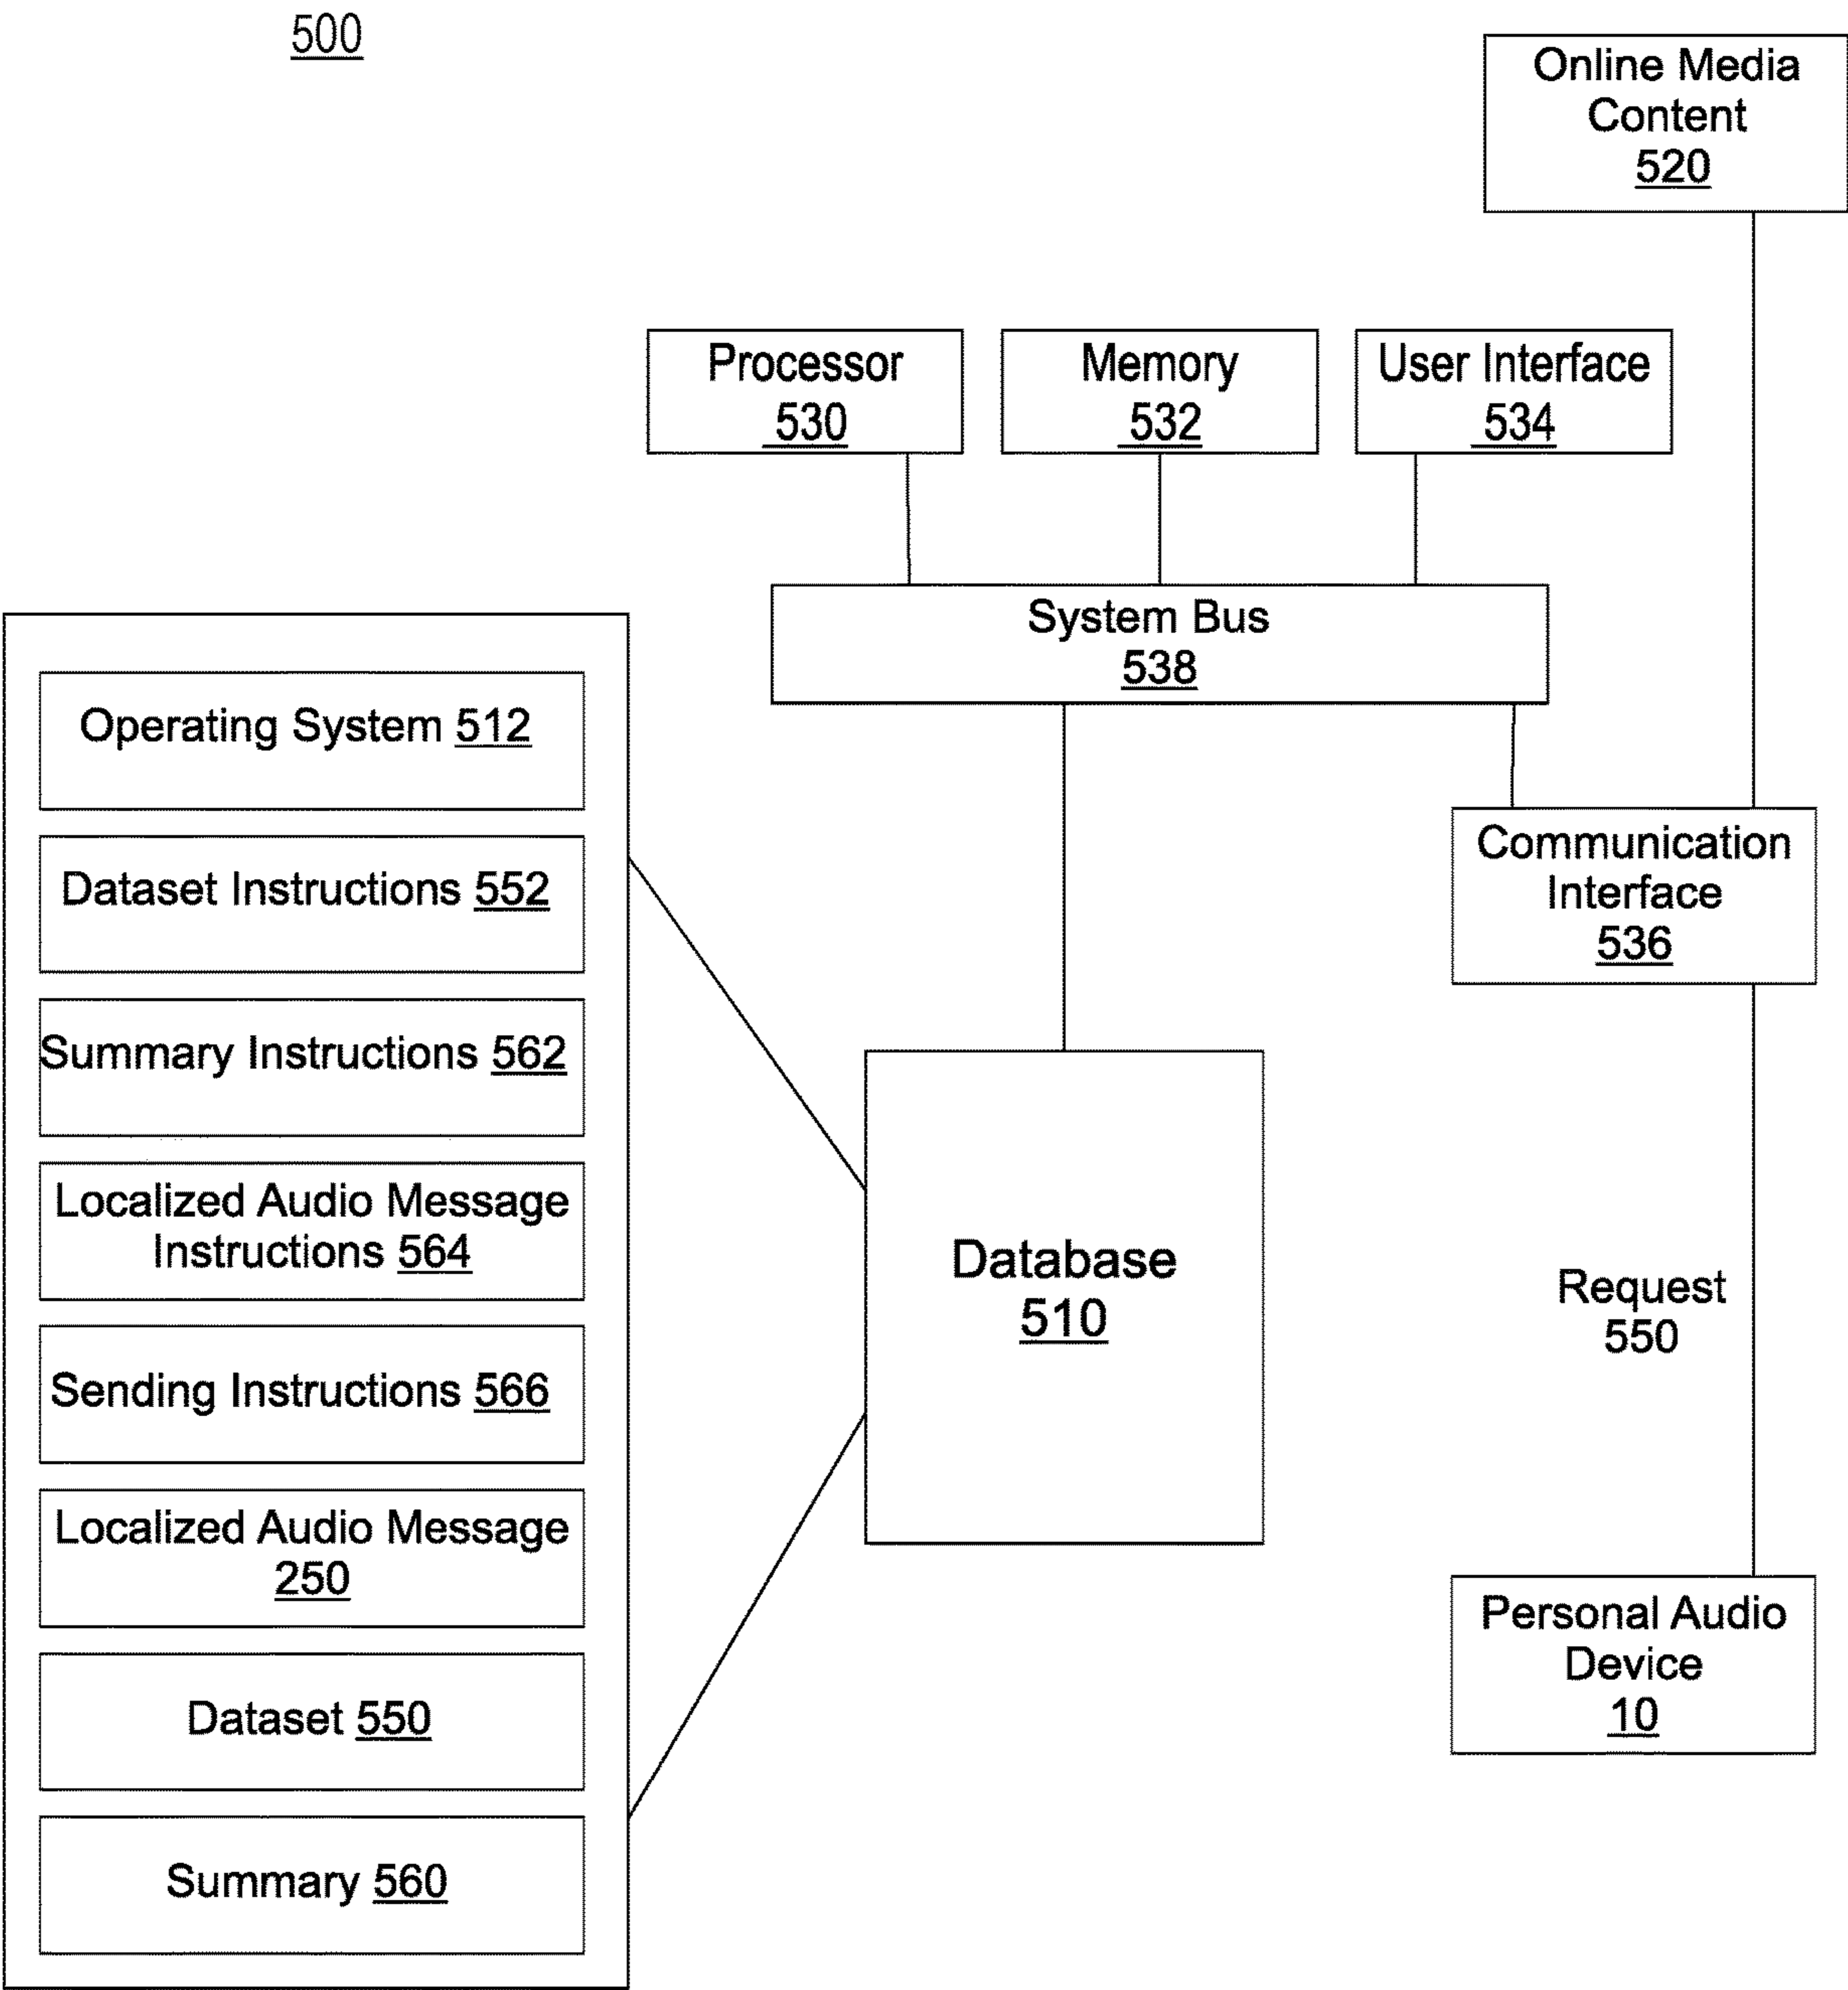 500
Online Media
Content
520
Processor
530
Memory
532
User Interface
534
System Bus
538
Operating System 512
Dataset Instructions 552
Summary Instructions 562
Localized Audio Message
Instructions 564
Sending Instructions 566
Localized Audio Message
250
Dataset 550
Summary 560
Database
510
Communication
Interface
536
Request
550
Personal Audio
Device
10